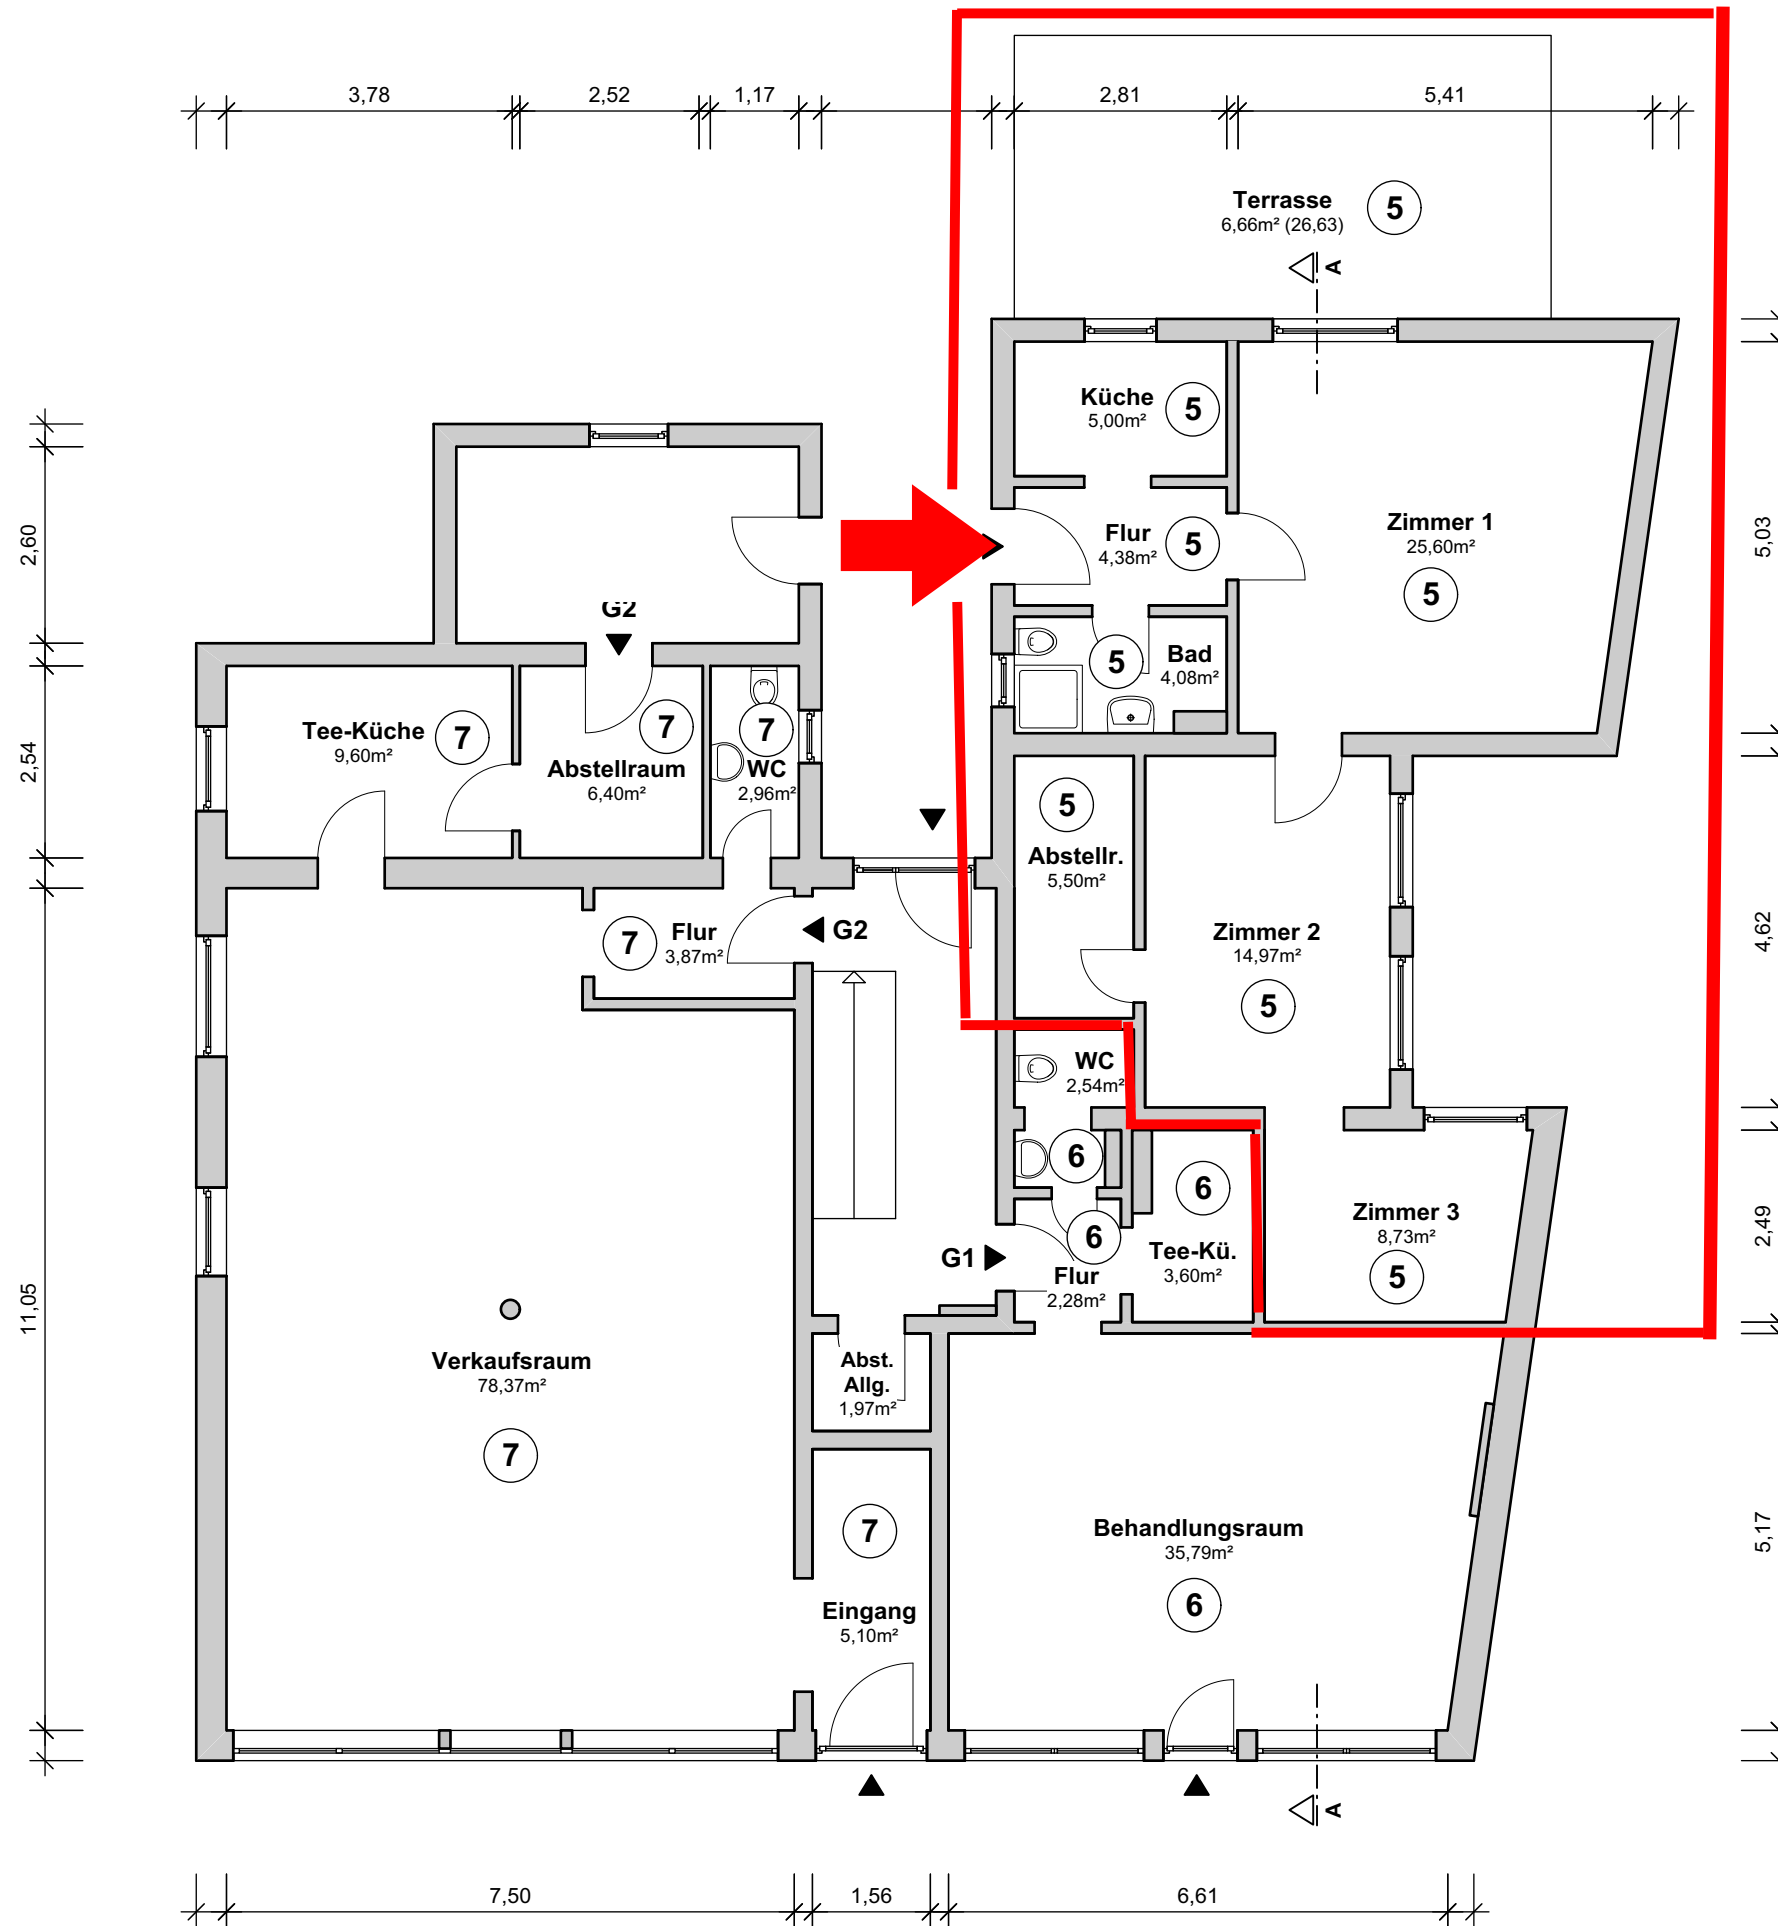 3,78
2,52
1,17
2,81
5,41
Terrasse
6,66m² (26,63)
5
A
Küche
5,00m²
5
Flur
4,38m²
5
Zimmer 1
25,60m²
5
5,03
2,60
G2
Bad
4,08m²
5
Tee-Küche
9,60m²
7
Abstellraum
6,40m²
7
WC
2,96m²
7
2,54
5
Abstellr.
5,50m²
Flur
3,87m²
7
G2
Zimmer 2
14,97m²
5
4,62
WC
2,54m²
6
6
Tee-Kü.
3,60m²
6
Flur
2,28m²
G1
Zimmer 3
8,73m²
5
2,49
11,05
Verkaufsraum
78,37m²
7
Abst.
Allg.
1,97m²
7
Eingang
5,10m²
Behandlungsraum
35,79m²
6
5,17
A
7,50
1,56
6,61